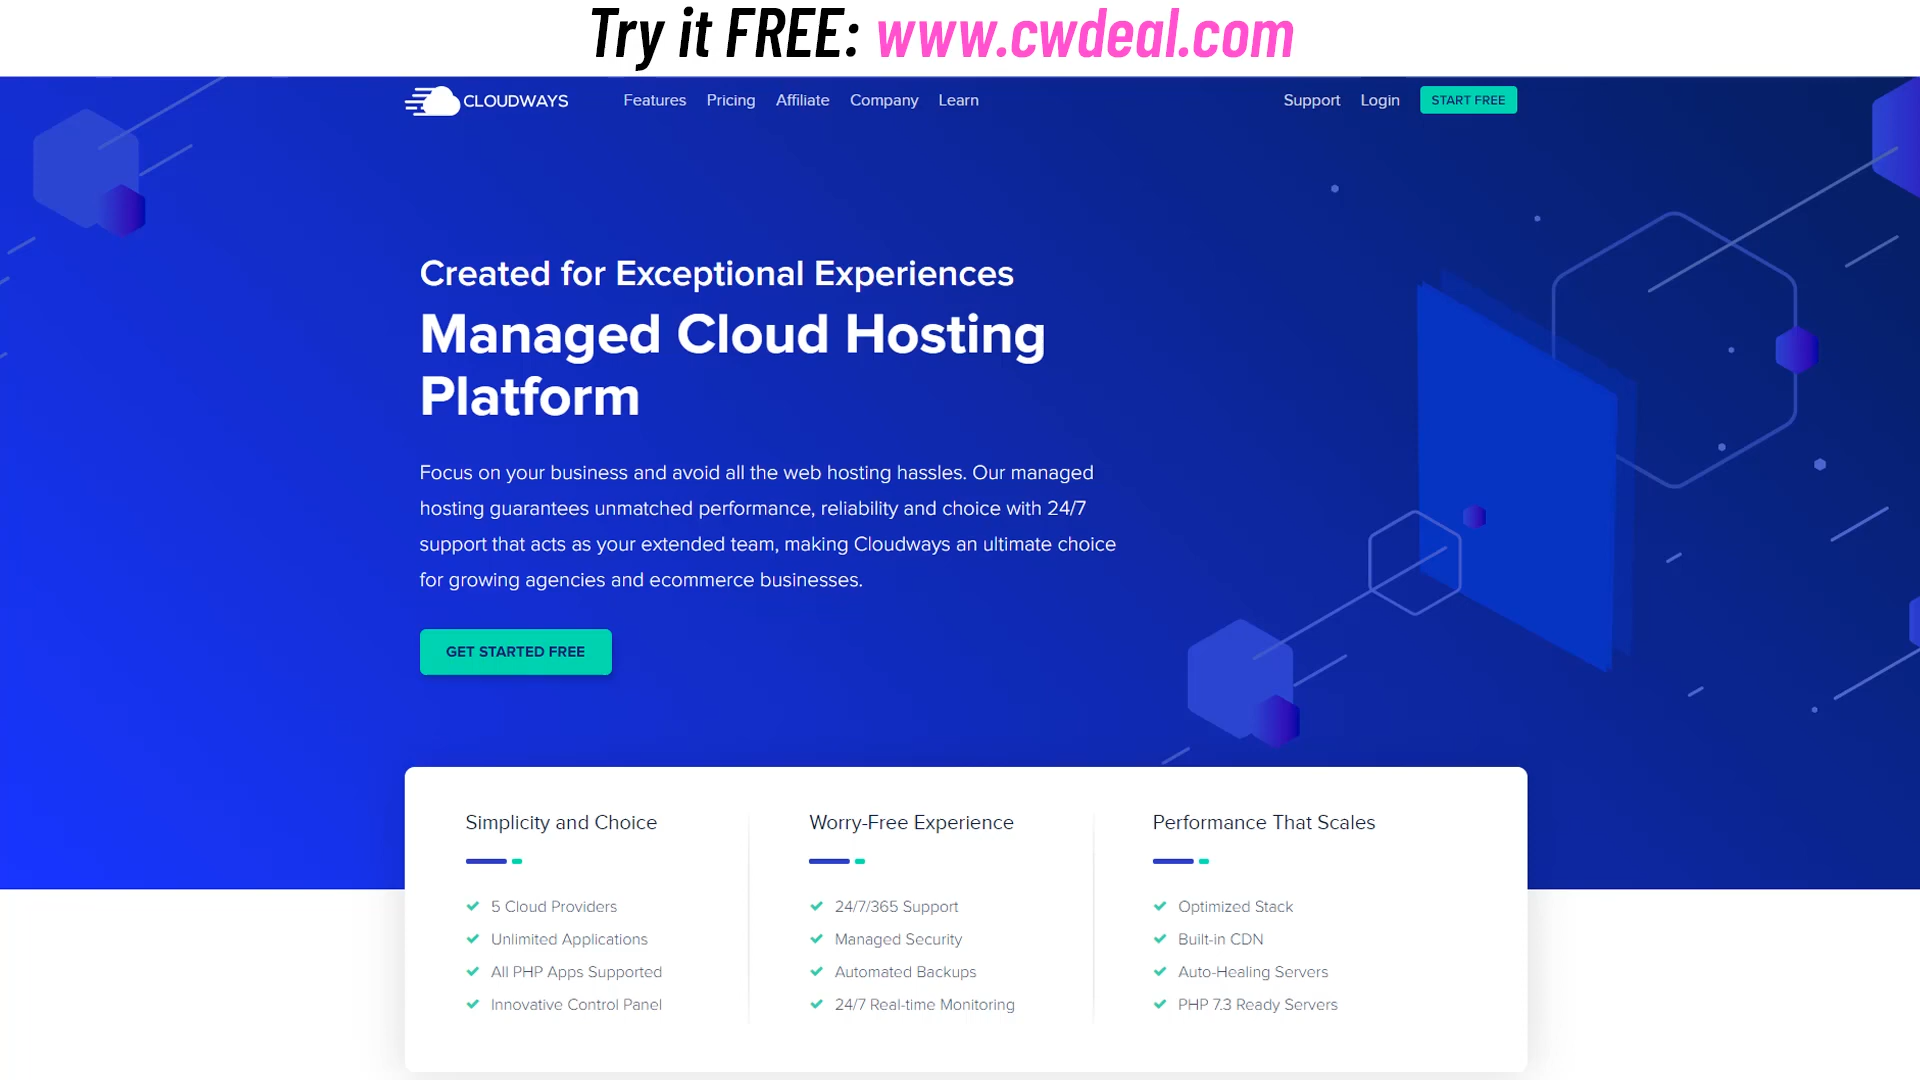 Try it FREE: www.cwdeal.com
CLOUDWAYS Features Pricing Affiliate Company Learn Support Login START FREE
Created for Exceptional Experiences
Managed Cloud Hosting
Platform
Focus on your business and avoid all the web hosting hassles. Our managed
hosting guarantees unmatched performance, reliability and choice with 24/7
support that acts as your extended team, making Cloudways an ultimate choice
for growing agencies and ecommerce businesses.
GET STARTED FREE
Simplicity and Choice
5 Cloud Providers
Unlimited Applications
All PHP Apps Supported
Innovative Control Panel
Worry-Free Experience
24/7/365 Support
Managed Security
Automated Backups
24/7 Real-time Monitoring
Performance That Scales
Optimized Stack
Built-in CDN
Auto-Healing Servers
PHP 7.3 Ready Servers